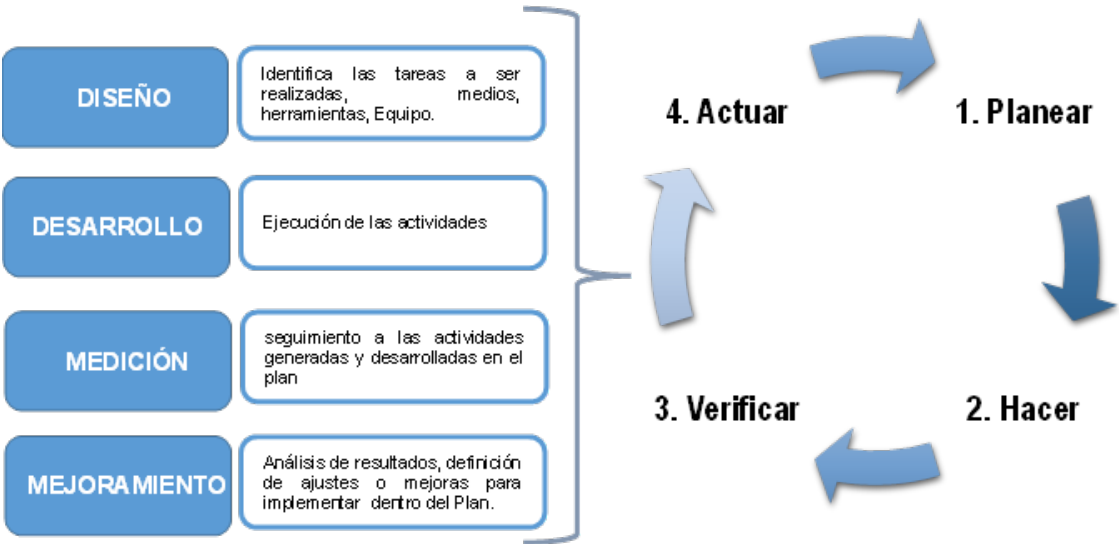 DISEÑO
Identifica las tareas a ser
realizadas, medios,
herramientas, Equipo.
DESARROLLO
Ejecución de las actividades
MEDICIÓN
seguimiento a las actividades
generadas y desarrolladas en el
plan
MEJORAMIENTO
Análisis de resultados, definición
de ajustes o mejoras para
implementar dentro del Plan.
4. Actuar
1. Planear
3. Verificar
2. Hacer